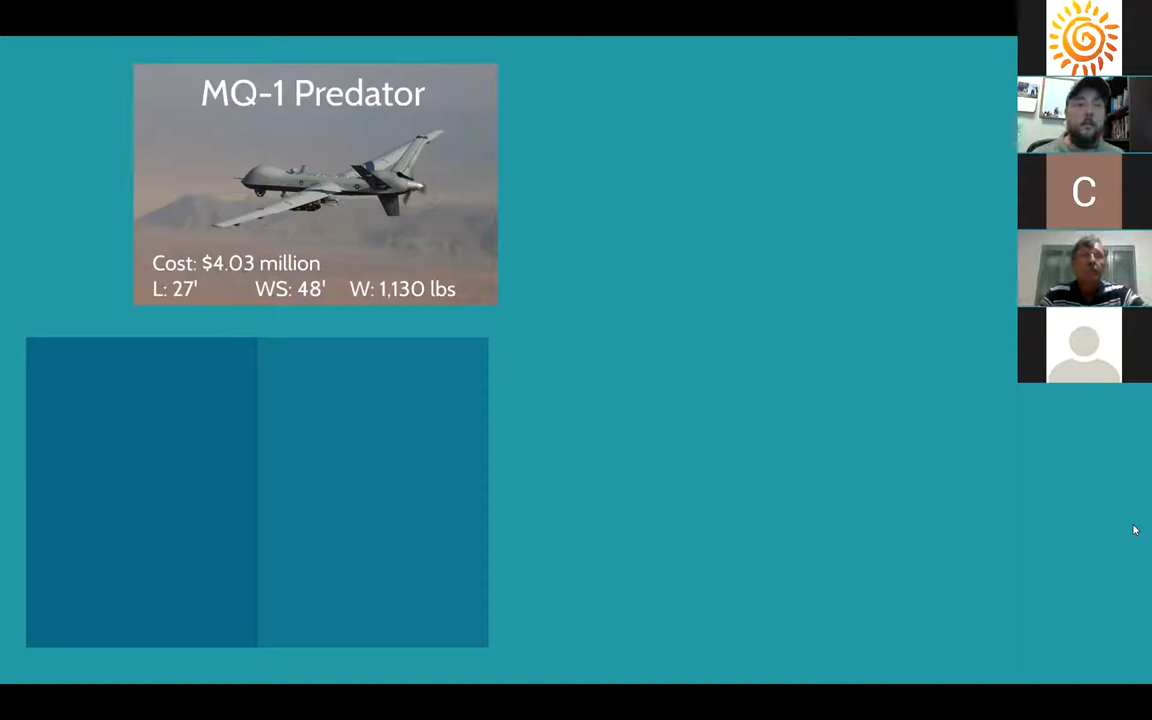 MQ-1 Predator
Cost: $4.03 million
L: 27' WS: 48' W: 1,130 lbs
C